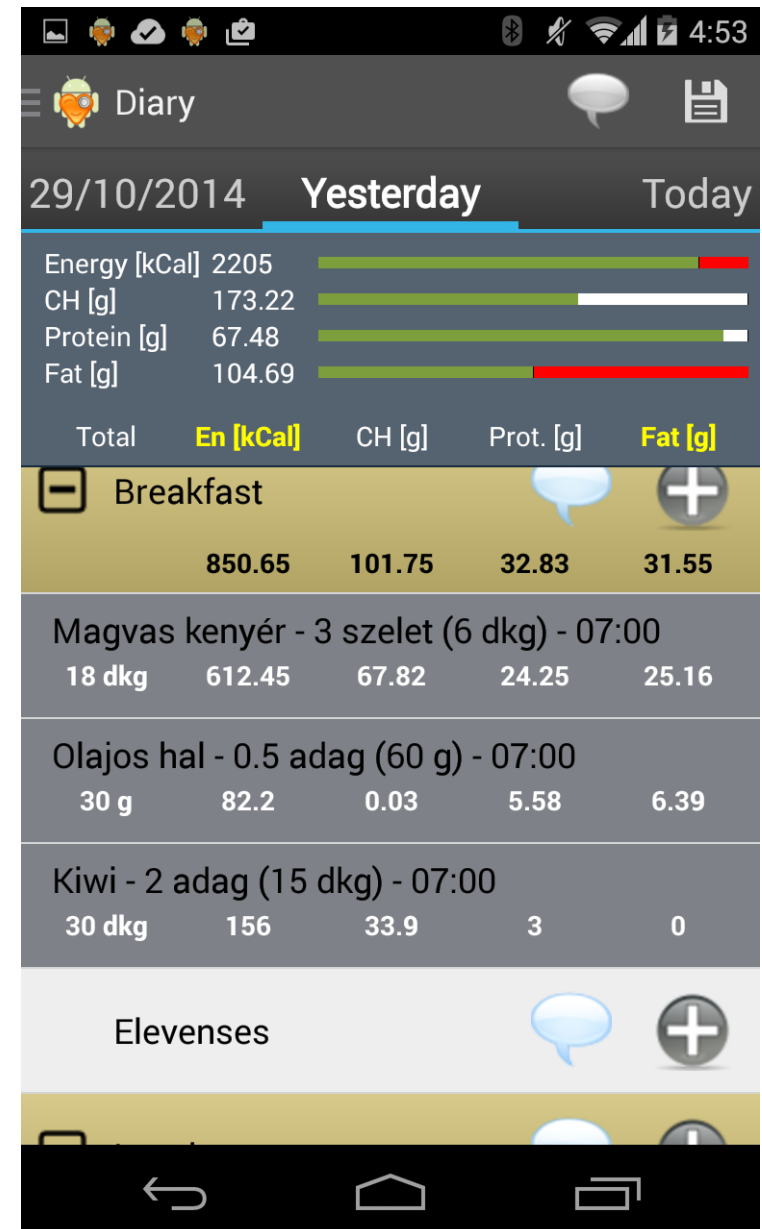 4:53
Diary
29/10/2014 Yesterday Today
Energy [kCal] 2205
CH [g] 173.22
Protein [g] 67.48
Fat [g] 104.69
Total En [kCal] CH [g] Prot. [g] Fat [g]
Breakfast
850.65 101.75 32.83 31.55
Magvas kenyér - 3 szelet (6 dkg) - 07:00
18 dkg 612.45 67.82 24.25 25.16
Olajos hal - 0.5 adag (60 g) - 07:00
30 g 82.2 0.03 5.58 6.39
Kiwi - 2 adag (15 dkg) - 07:00
30 dkg 156 33.9 3 0
Elevenses